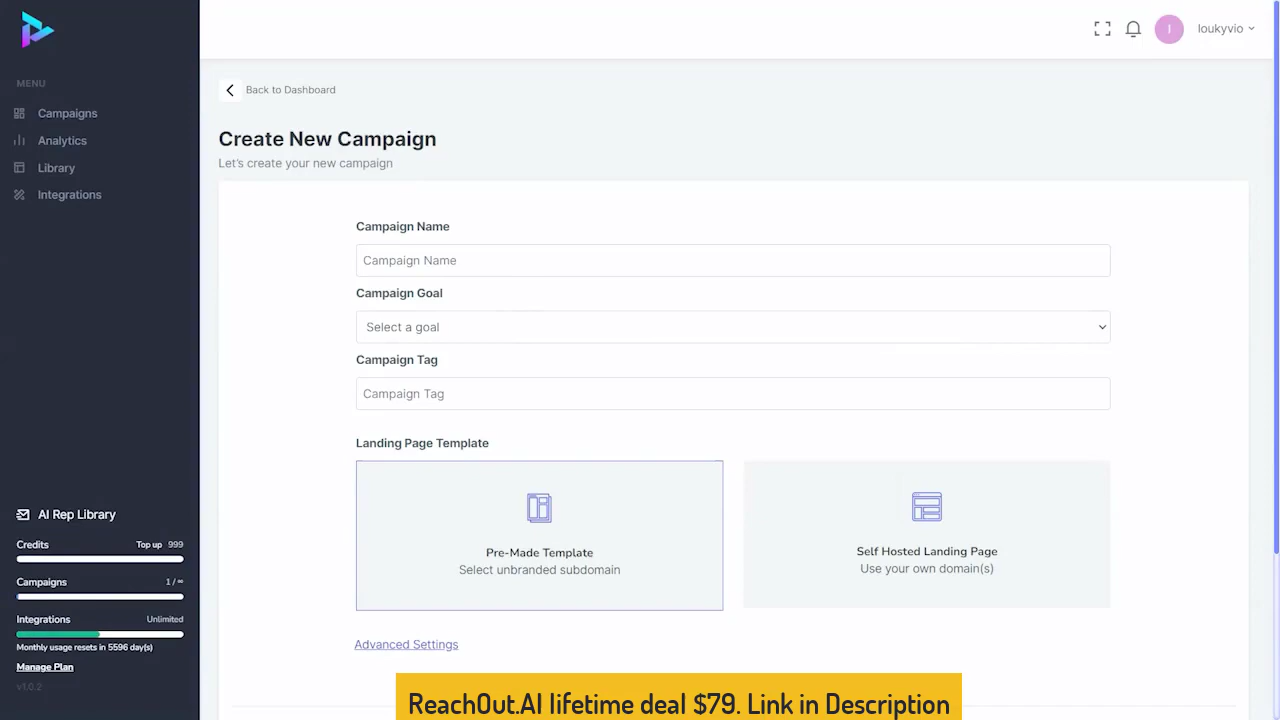 loukyvio
MENU
Campaigns
Analytics
Library
Integrations
AI Rep Library
Credits Top up 999
Campaigns 1 / ∞
Integrations Unlimited
Monthly usage resets in 5596 day(s)
Manage Plan
v1.0.2
Back to Dashboard
Create New Campaign
Let's create your new campaign
Campaign Name
Campaign Name
Campaign Goal
Select a goal
Campaign Tag
Campaign Tag
Landing Page Template
Pre-Made Template
Select unbranded subdomain
Self Hosted Landing Page
Use your own domain(s)
Advanced Settings
ReachOut.AI lifetime deal $79. Link in Description